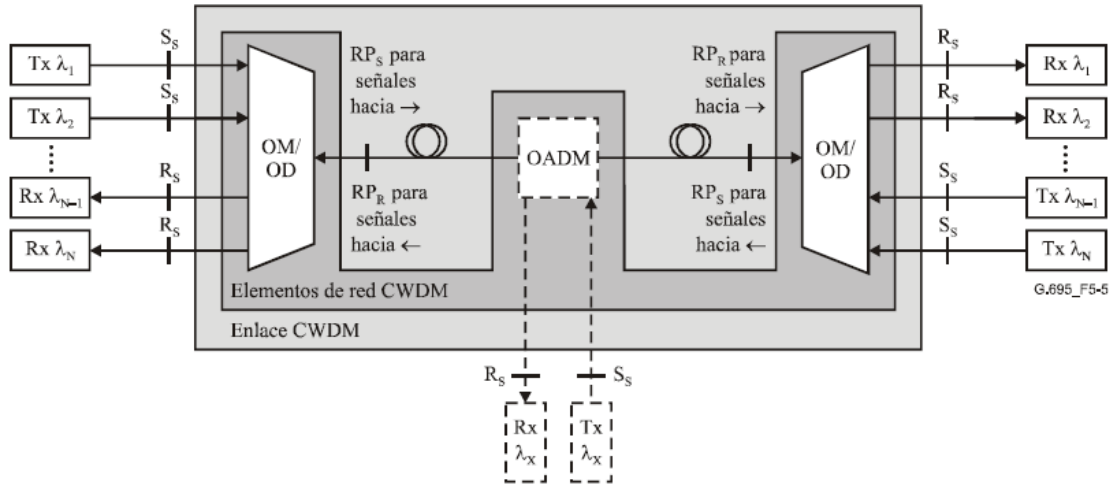 Tx λ1
Tx λ2
Rx λN–1
Rx λN
SS
SS
RS
RS
OM/
OD
RPS para
señales
hacia →
RPR para
señales
hacia ←
OADM
RPR para
señales
hacia →
RPS para
señales
hacia ←
OM/
OD
RS
RS
SS
SS
Rx λ1
Rx λ2
Tx λN–1
Tx λN
G.695_F5-5
Elementos de red CWDM
Enlace CWDM
RS
SS
Rx
λX
Tx
λX